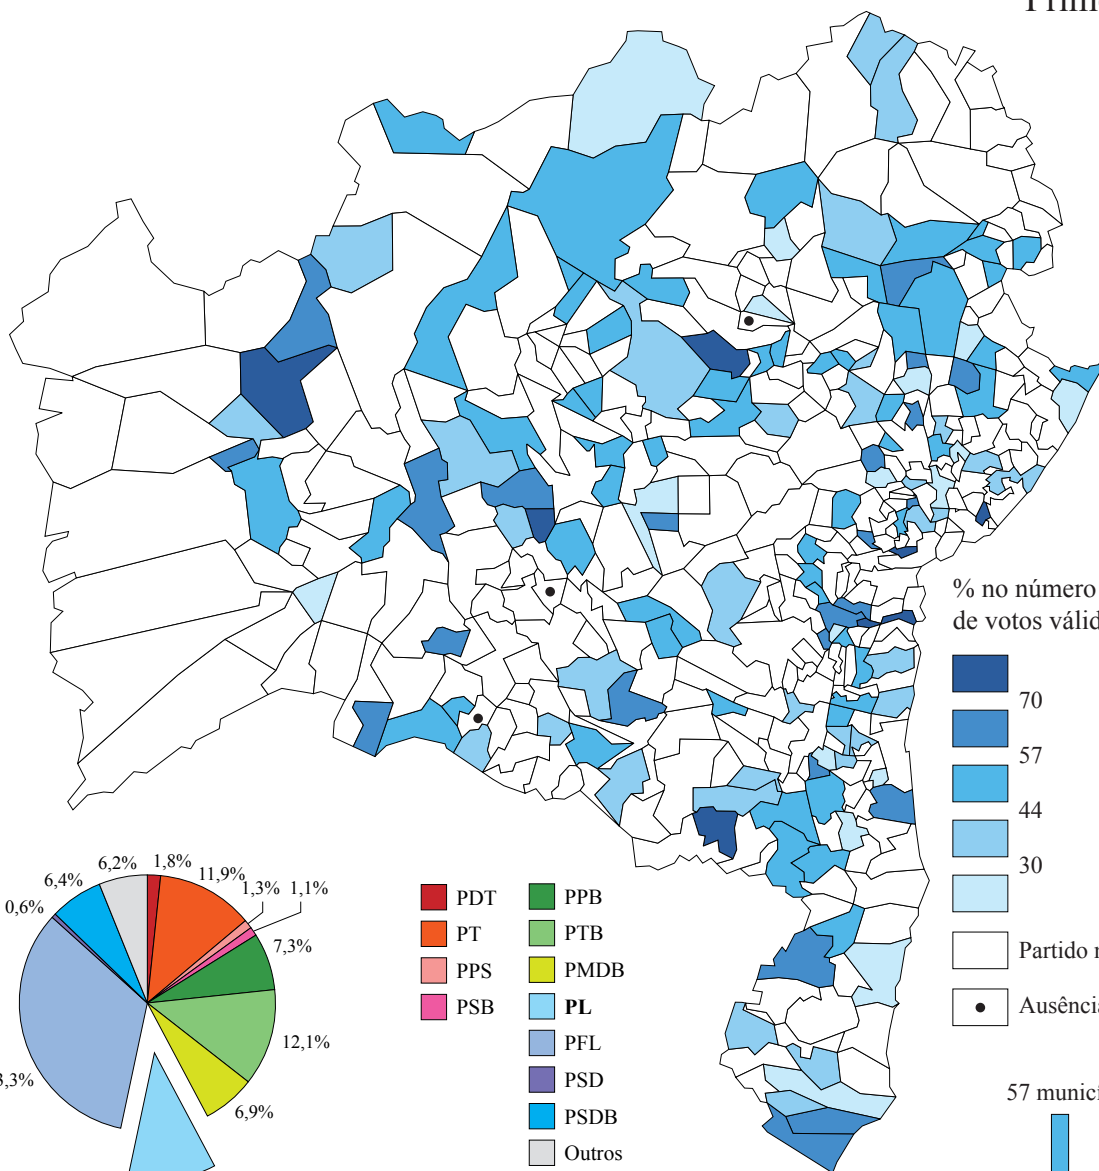 % no número
de votos válid
70
57
44
30
Partido
Ausência
57 municí
6,2%
1,8%
11,9%
1,3%
1,1%
6,4%
0,6%
7,3%
12,1%
6,9%
3,3%
PDT
PT
PPS
PSB
PPB
PTB
PMDB
PL
PFL
PSD
PSDB
Outros